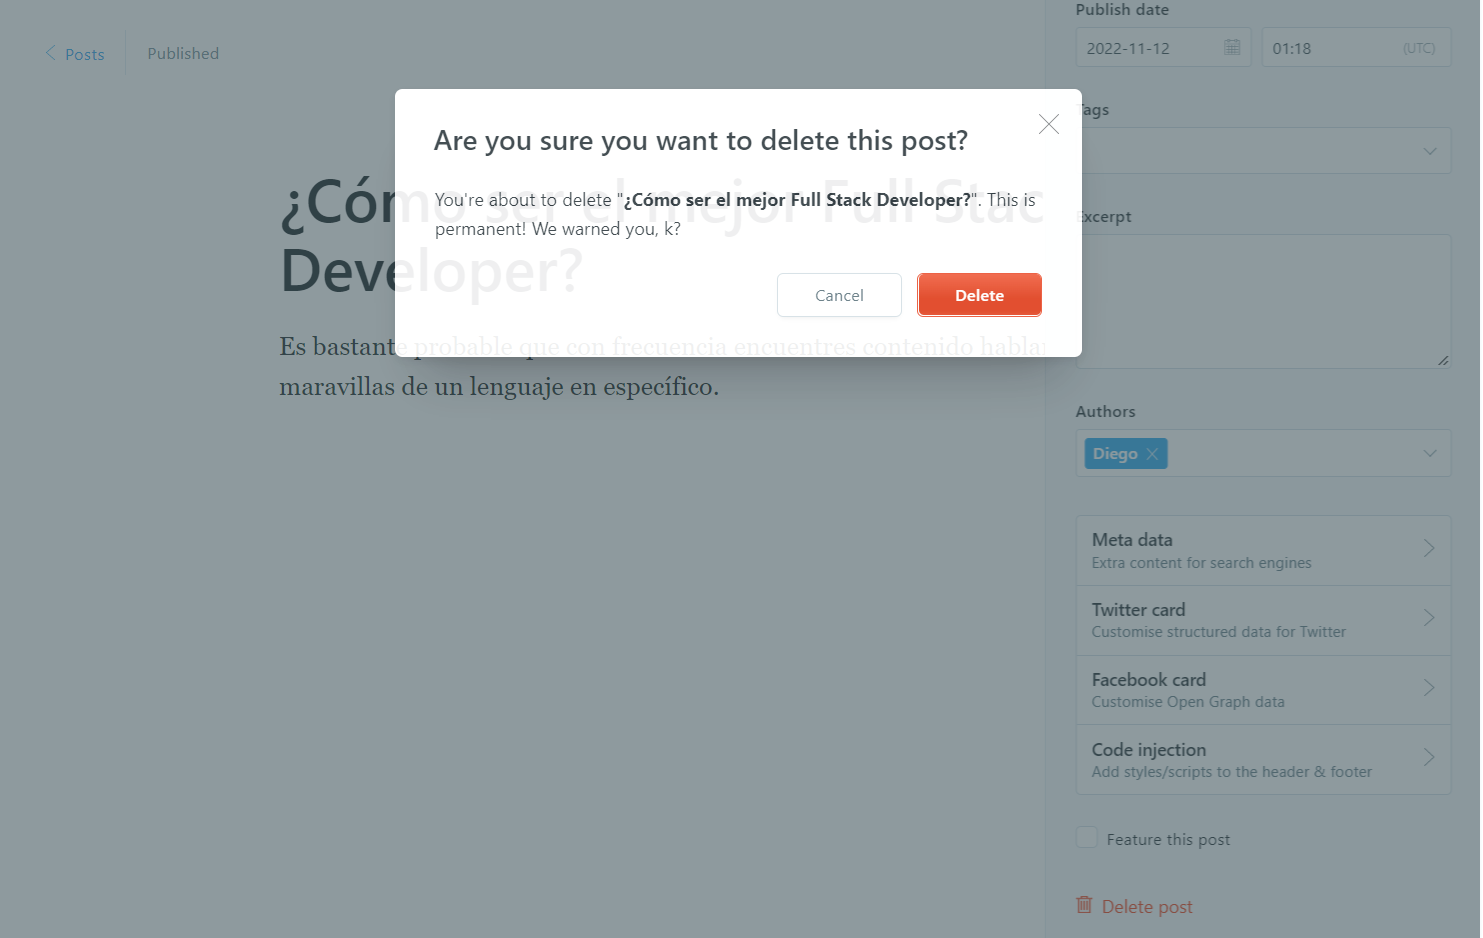 Posts
Published
Publish date
2022-11-12
01:18 (UTC)
Tags
Are you sure you want to delete this post?
You're about to delete "¿Cómo ser el mejor Full Stack Developer?". This is
permanent! We warned you, k?
Cancel
Delete
¿Cómo ser el mejor Full Stac
Developer?
Es bastante probable que con frecuencia encuentres contenido hablan
maravillas de un lenguaje en específico.
Excerpt
Authors
Diego
Meta data
Extra content for search engines
Twitter card
Customise structured data for Twitter
Facebook card
Customise Open Graph data
Code injection
Add styles/scripts to the header & footer
Feature this post
Delete post